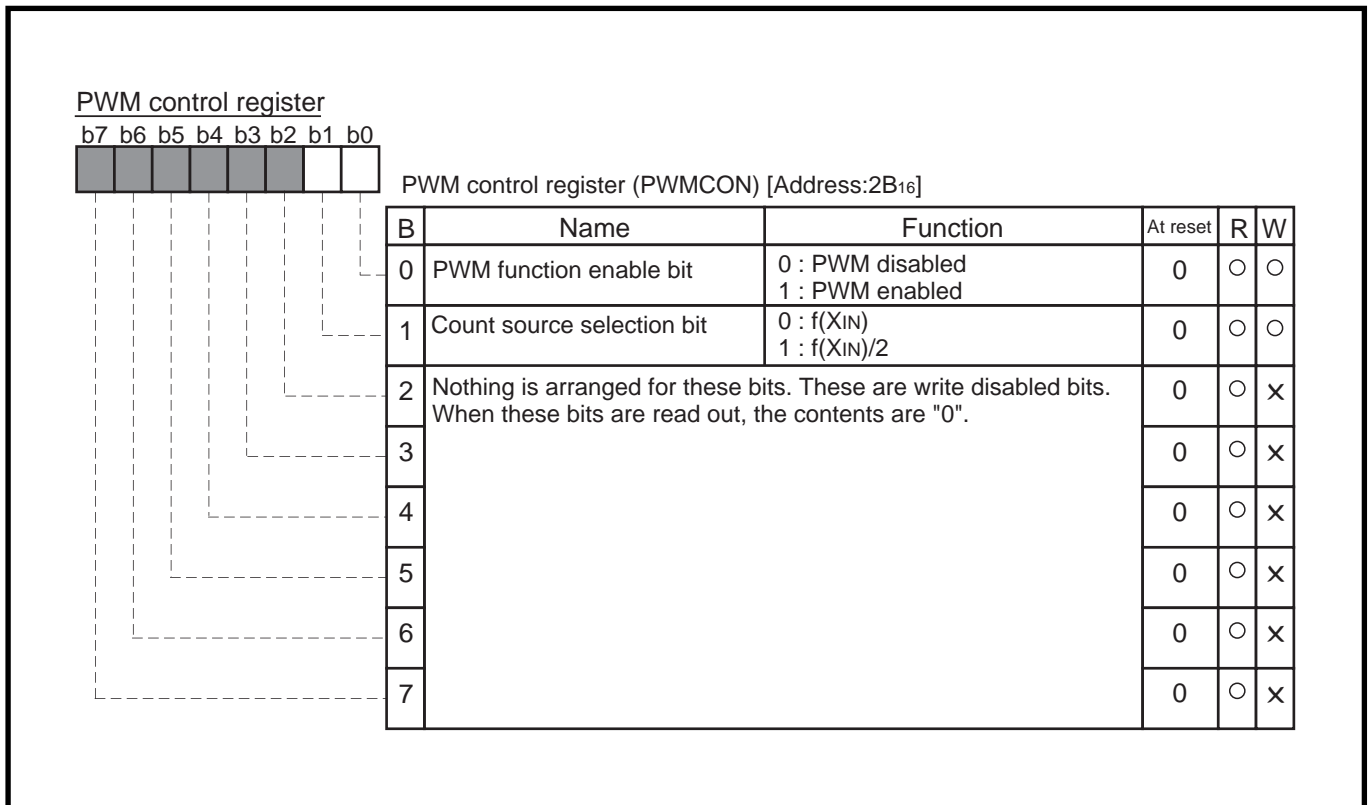 PWM control register
b7 b6 b5 b4 b3 b2 b1 b0
PWM control register (PWMCON) [Address:2B16]
B Name Function At reset R W
0 PWM function enable bit 0 : PWM disabled 0 ○ ○
1 : PWM enabled
1 Count source selection bit 0 : f(XIN) 0 ○ ○
1 : f(XIN)/2
2 Nothing is arranged for these bits. These are write disabled bits. 0 ○ ×
When these bits are read out, the contents are "0".
3 0 ○ ×
4 0 ○ ×
5 0 ○ ×
6 0 ○ ×
7 0 ○ ×